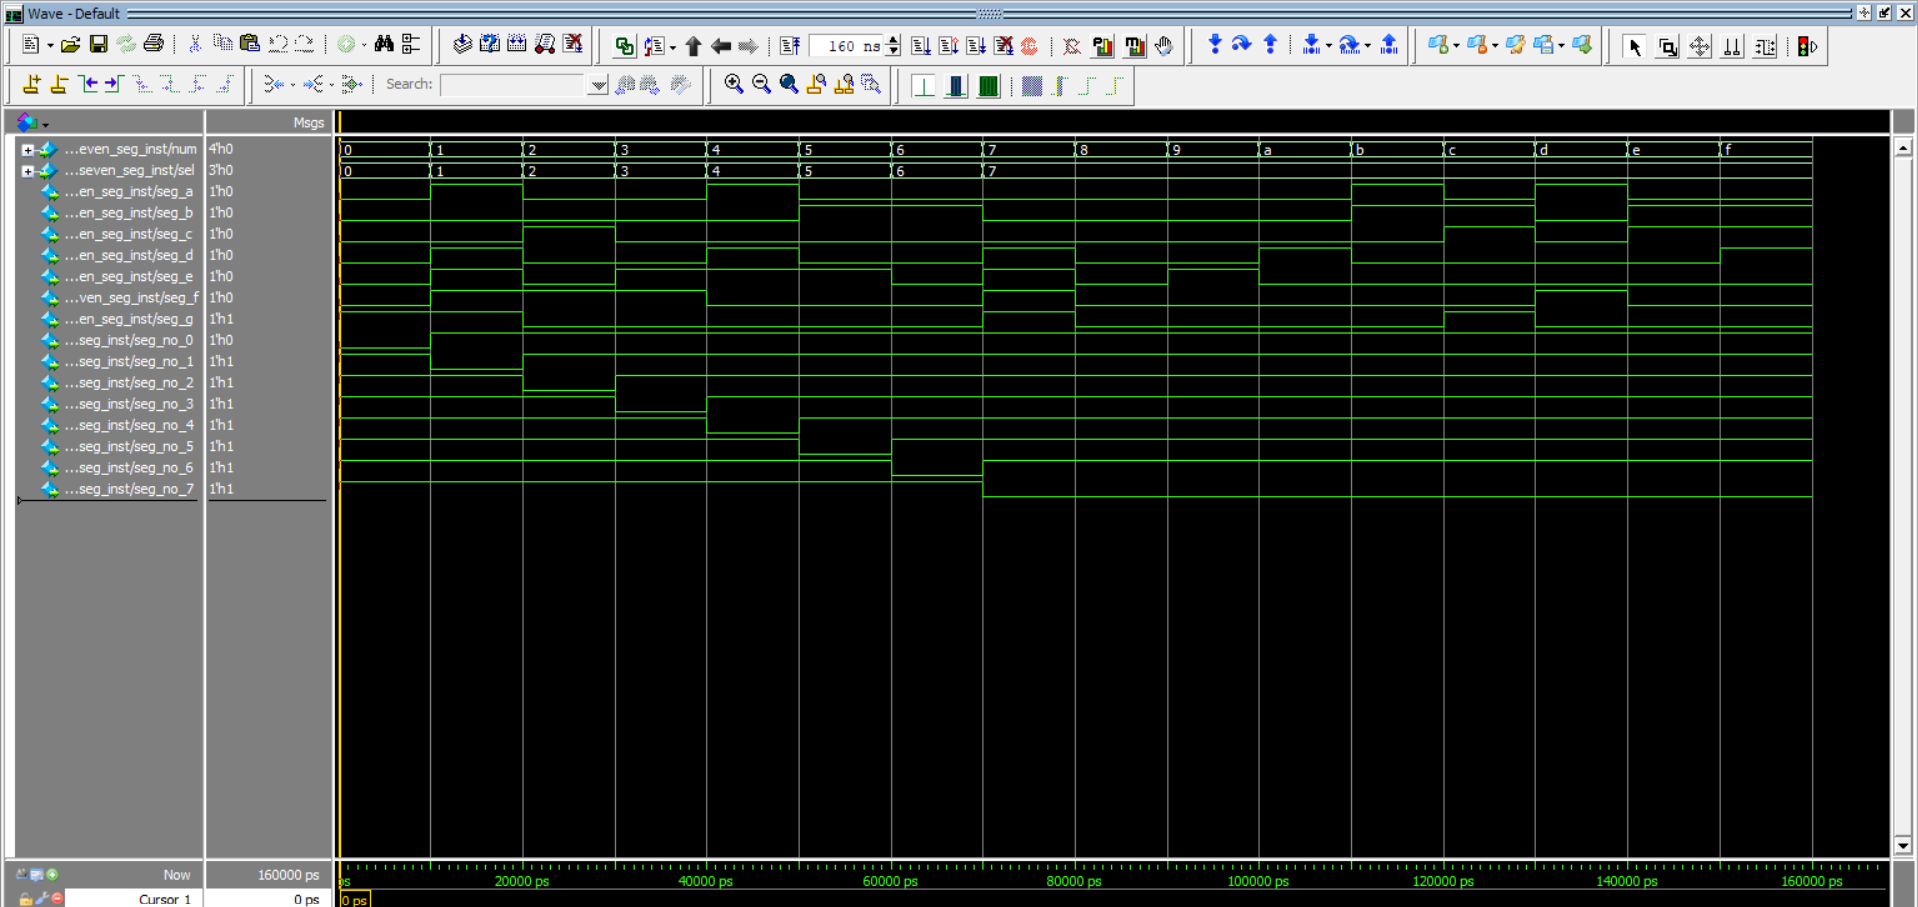 Wave - Default
160 ns
Search:
Msgs
...even_seg_inst/num 4'h0 0 1 2 3 4 5 6 7 8 9 a b c d e f
...seven_seg_inst/sel 3'h0 0 1 2 3 4 5 6 7
...en_seg_inst/seg_a 1'h0
...en_seg_inst/seg_b 1'h0
...en_seg_inst/seg_c 1'h0
...en_seg_inst/seg_d 1'h0
...en_seg_inst/seg_e 1'h0
...ven_seg_inst/seg_f 1'h0
...en_seg_inst/seg_g 1'h1
...seg_inst/seg_no_0 1'h0
...seg_inst/seg_no_1 1'h1
...seg_inst/seg_no_2 1'h1
...seg_inst/seg_no_3 1'h1
...seg_inst/seg_no_4 1'h1
...seg_inst/seg_no_5 1'h1
...seg_inst/seg_no_6 1'h1
...seg_inst/seg_no_7 1'h1
Now 160000 ps ps 20000 ps 40000 ps 60000 ps 80000 ps 100000 ps 120000 ps 140000 ps 160000 ps
Cursor 1 0 ps 0 ps